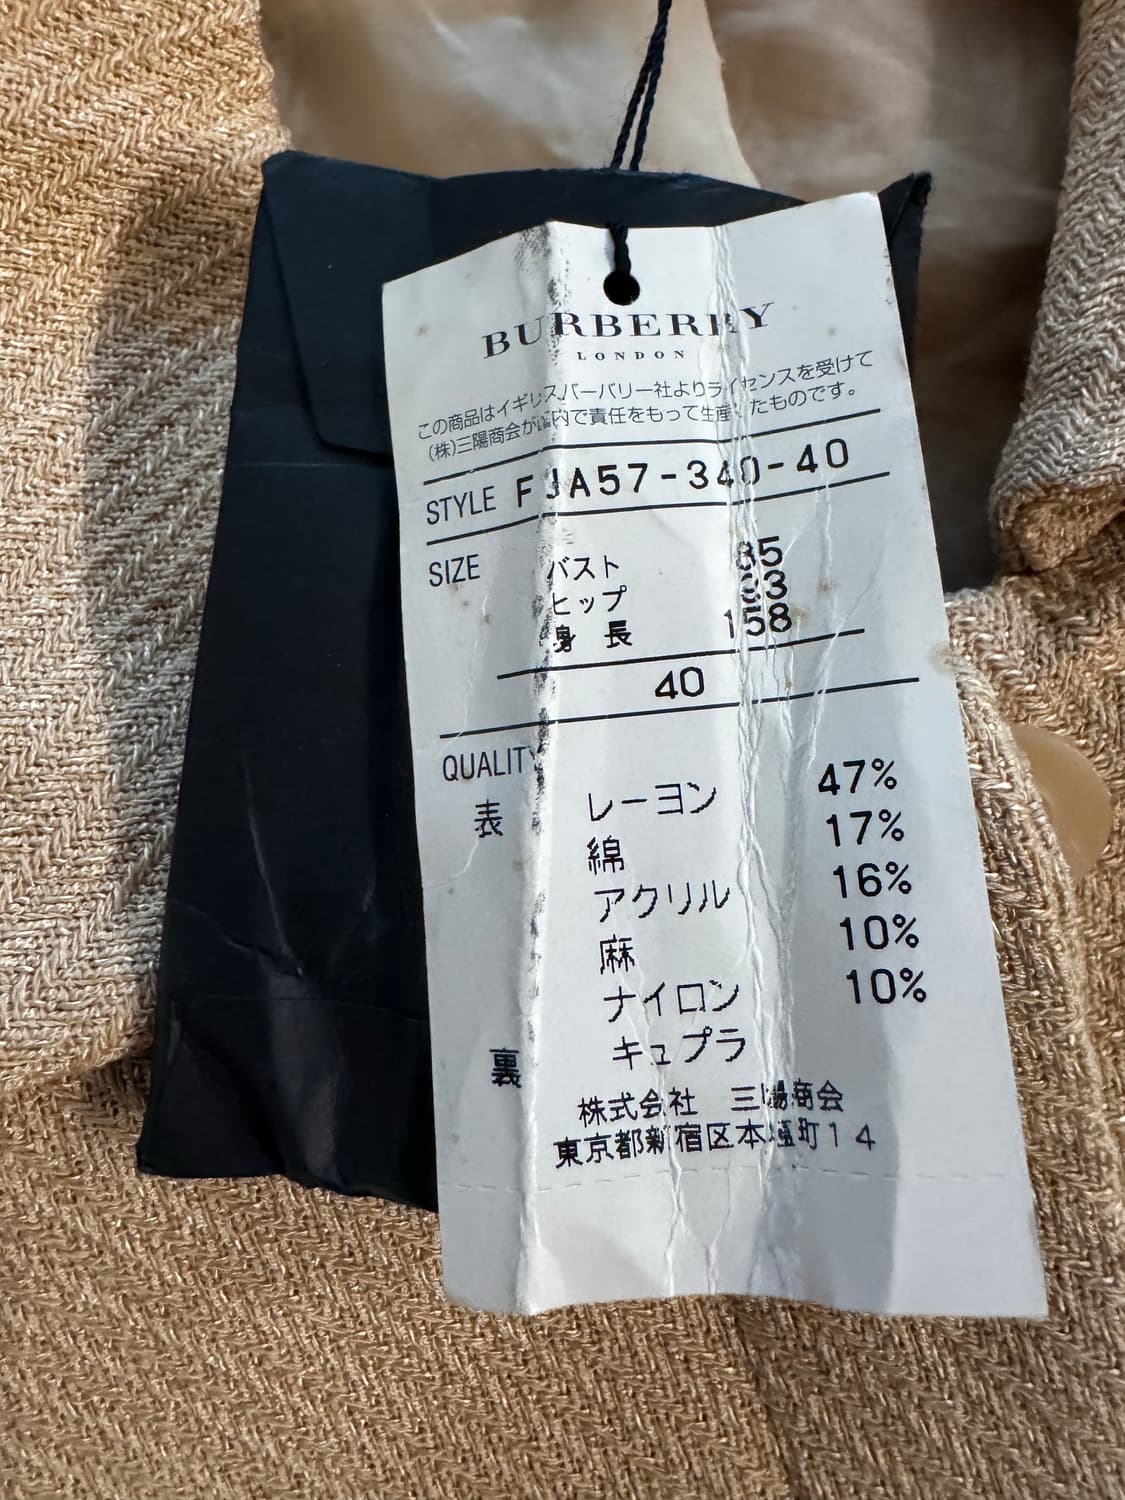 BURBERRY
LONDON
この商品はイギリスバーバリー社よりライセンスを受けて
(株)三陽商会が国内で責任をもって生産したものです。
STYLE FJA57-340-40
SIZE バスト 85
ヒップ 93
身 長 158
40
QUALITY
表 レーヨン 47%
綿 17%
アクリル 16%
麻 10%
ナイロン 10%
裏 キュプラ
株式会社 三陽商会
東京都新宿区本塩町14